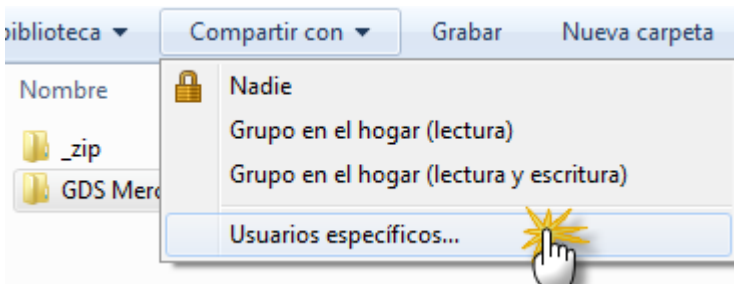 biblioteca Compartir con Grabar Nueva carpeta
Nombre
Nadie
Grupo en el hogar (lectura)
_zip
Grupo en el hogar (lectura y escritura)
GDS Merc
Usuarios específicos...